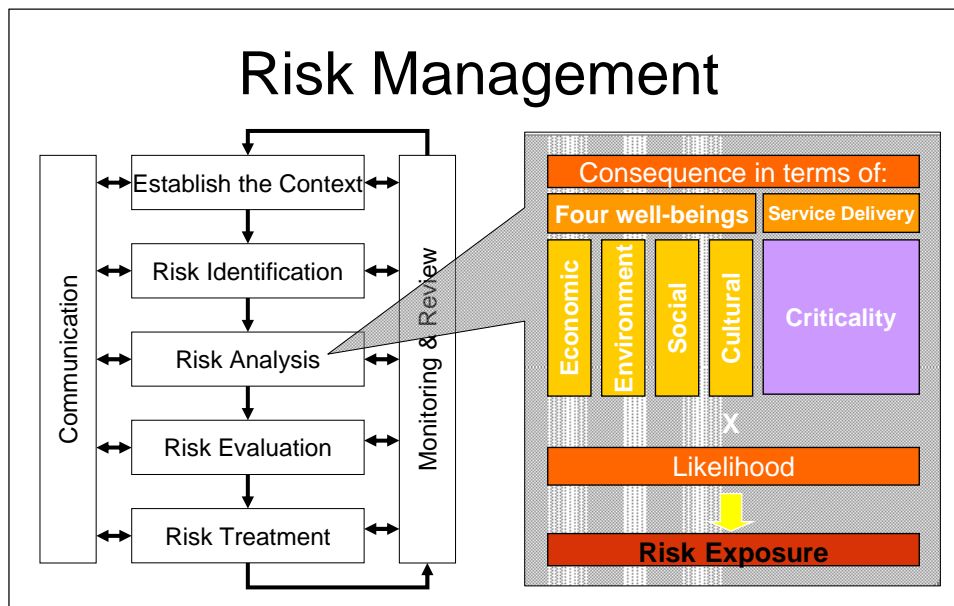 Risk Management
Communication
Establish the Context
Risk Identification
Risk Analysis
Risk Evaluation
Risk Treatment
Monitoring & Review
Consequence in terms of:
Four well-beings
Service Delivery
Economic
Environment
Social
Cultural
Criticality
X
Likelihood
Risk Exposure